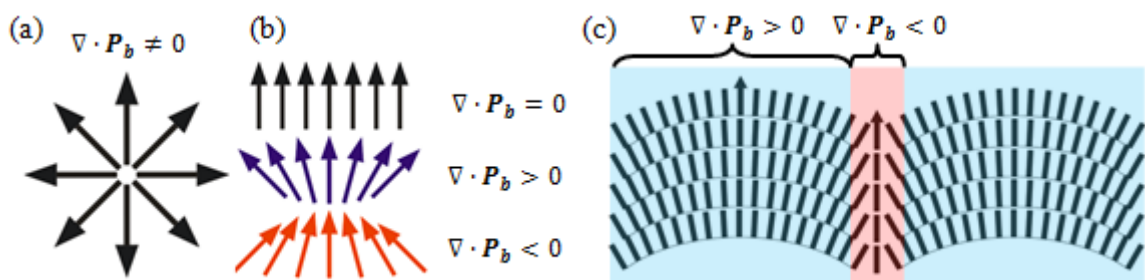 (a)
∇ · P_b ≠ 0
(b)
∇ · P_b = 0
∇ · P_b > 0
∇ · P_b < 0
(c)
∇ · P_b > 0
∇ · P_b < 0